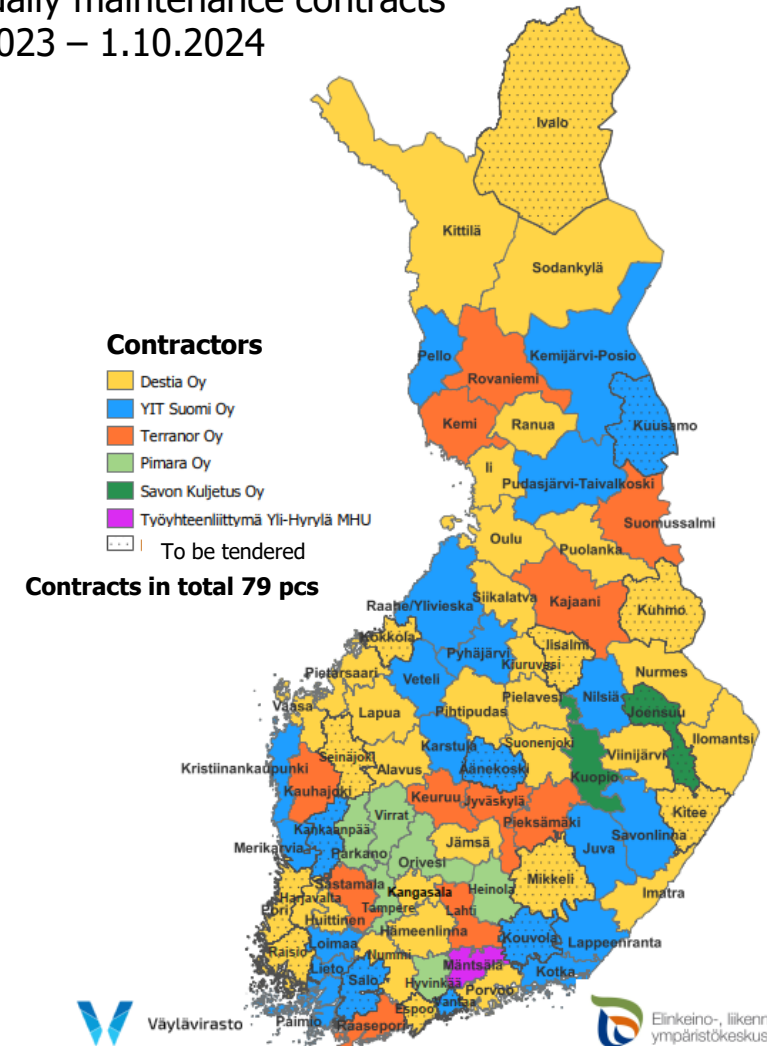 daily maintenance contracts
2023 – 1.10.2024
Ivalo
Kittilä
Sodankylä
Contractors
Destia Oy
YIT Suomi Oy
Terranor Oy
Pimara Oy
Savon Kuljetus Oy
Työyhteenliittymä Yli-Hyrylä MHU
To be tendered
Contracts in total 79 pcs
Pello
Kemijärvi-Posio
Rovaniemi
Kemi
Ranua
Kuusamo
Ii
Pudasjärvi-Taivalkoski
Suomussalmi
Oulu
Puolanka
Siikalatva
Kajaani
Kuhmo
Raahe/Ylivieska
Kokkola
Pyhäjärvi
Iisalmi
Kiuruvesi
Nurmes
Pietarsaari
Veteli
Pielavesi
Nilsiä
Joensuu
Vaasa
Lapua
Pihtipudas
Ilomantsi
Karstula
Suonenjoki
Viinijärvi
Seinäjoki
Kristiinankaupunki
Alavus
Äänekoski
Kuopio
Kauhajoki
Keuruu
Jyväskylä
Kitee
Virrat
Pieksämäki
Kankaanpää
Savonlinna
Merikarvia
Parkano
Jämsä
Juva
Orivesi
Mikkeli
Sastamala
Kangasala
Heinola
Imatra
Harjavalta
Pori
Tampere
Lahti
Huittinen
Hämeenlinna
Kouvola
Lappeenranta
Loimaa
Raisio
Nummi
Mäntsälä
Lieto
Salo
Hyvinkää
Kotka
Porvoo
Vantaa
Espoo
Paimio
Raasepori
Väylävirasto
Elinkeino-, liikenn
ympäristökeskus